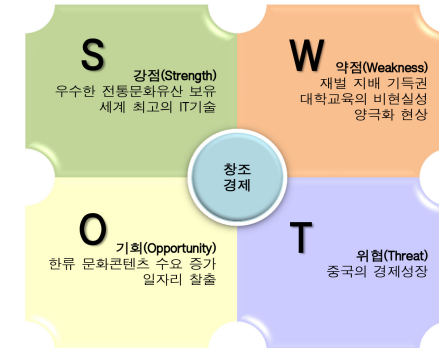 S
강점(Strength)
우수한 전통문화유산 보유
세계 최고의 IT기술
W
약점(Weakness)
재벌 지배 기득권
대학교육의 비현실성
양극화 현상
창조
경제
O
기회(Opportunity)
한류 문화콘텐츠 수요 증가
일자리 찰출
T
위협(Threat)
중국의 경제성장